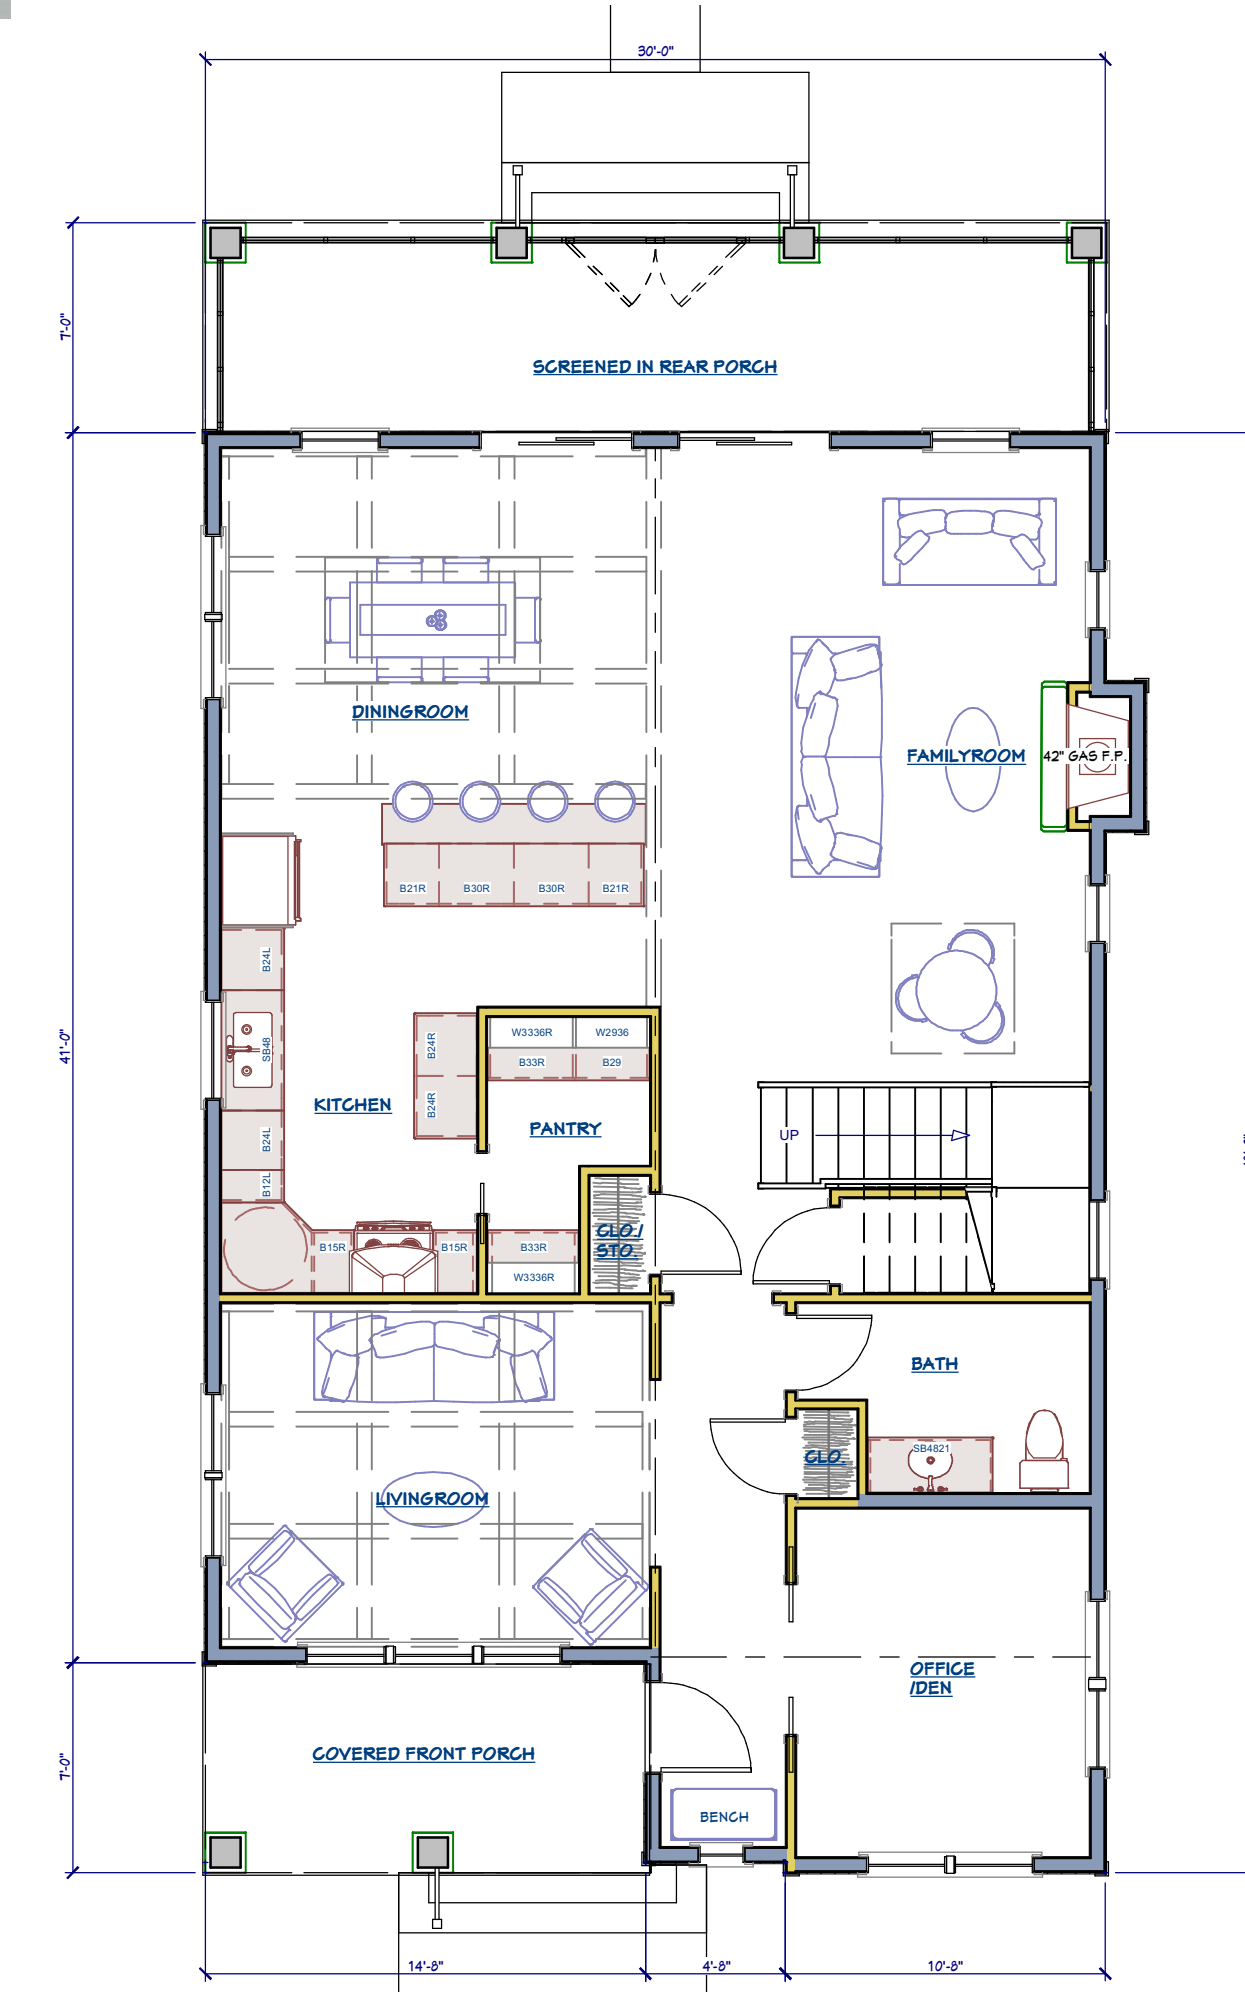 30'-0"
7'-0"
SCREENED IN REAR PORCH
DININGROOM
FAMILYROOM
42" GAS F.P.
B21R
B30R
B30R
B21R
B24L
41'-0"
SB48
W3336R
W2936
B24R
B33R
B29
KITCHEN
B24R
PANTRY
UP
B24L
B12L
CLO./
STO.
B15R
B15R
B33R
W3336R
BATH
SB4821
CLO.
LIVINGROOM
OFFICE
/DEN
COVERED FRONT PORCH
7'-0"
BENCH
14'-8"
4'-8"
10'-8"